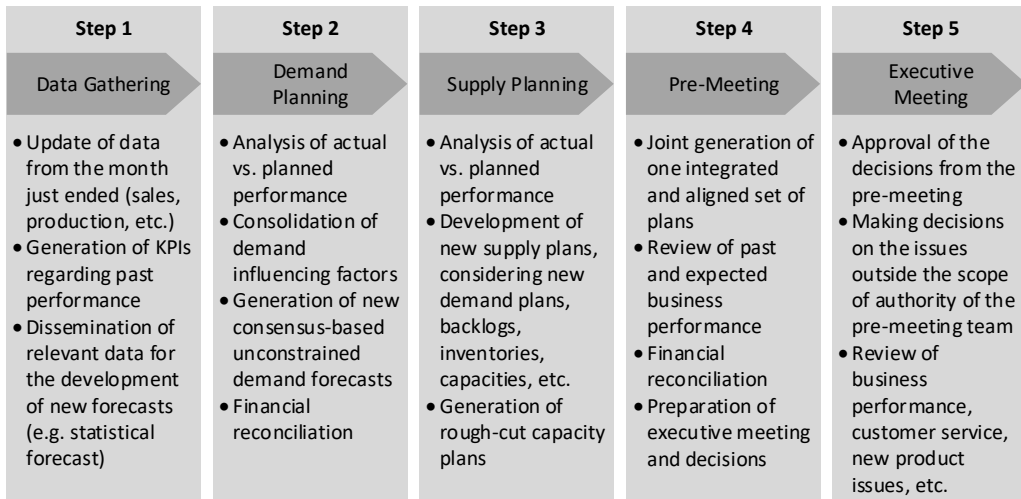 Step 1
Data Gathering
• Update of data
from the month
just ended (sales,
production, etc.)
• Generation of KPIs
regarding past
performance
• Dissemination of
relevant data for
the development
of new forecasts
(e.g. statistical
forecast)
Step 2
Demand
Planning
• Analysis of actual
vs. planned
performance
• Consolidation of
demand
influencing factors
• Generation of new
consensus-based
unconstrained
demand forecasts
• Financial
reconciliation
Step 3
Supply Planning
• Analysis of actual
vs. planned
performance
• Development of
new supply plans,
considering new
demand plans,
backlogs,
inventories,
capacities, etc.
• Generation of
rough-cut capacity
plans
Step 4
Pre-Meeting
• Joint generation of
one integrated
and aligned set of
plans
• Review of past
and expected
business
performance
• Financial
reconciliation
• Preparation of
executive meeting
and decisions
Step 5
Executive
Meeting
• Approval of the
decisions from the
pre-meeting
• Making decisions
on the issues
outside the scope
of authority of the
pre-meeting team
• Review of
business
performance,
customer service,
new product
issues, etc.